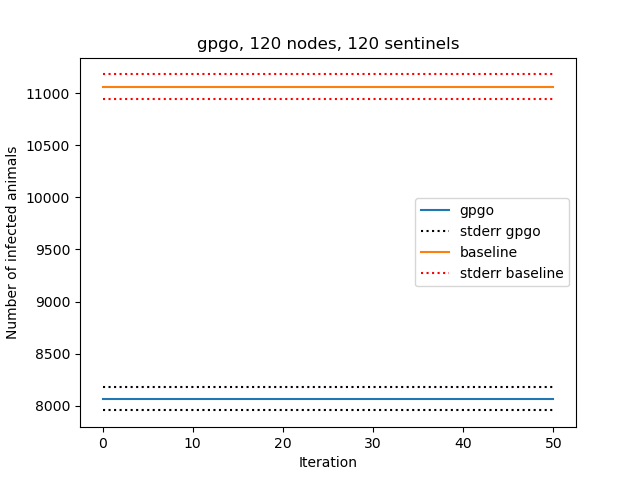 gpgo, 120 nodes, 120 sentinels
Number of infected animals
11000
10500
10000
9500
9000
8500
8000
gpgo
stderr gpgo
baseline
stderr baseline
0 10 20 30 40 50
Iteration